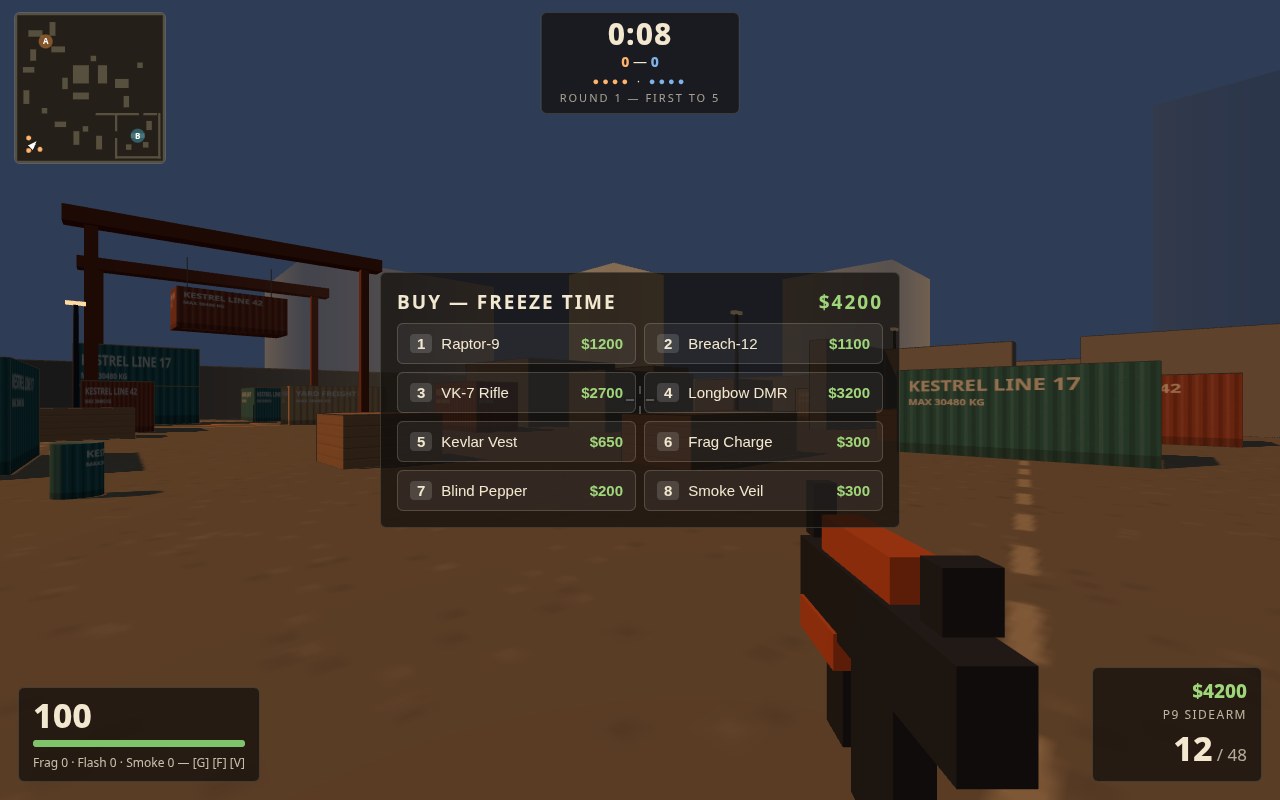 A
B
0:08
0 — 0
ROUND 1 — FIRST TO 5
KESTREL LINE 42
KESTREL LINE 17
MAX 30480 KG
42
BUY — FREEZE TIME $4200
1 Raptor-9 $1200
2 Breach-12 $1100
3 VK-7 Rifle $2700
4 Longbow DMR $3200
5 Kevlar Vest $650
6 Frag Charge $300
7 Blind Pepper $200
8 Smoke Veil $300
100
Frag 0 · Flash 0 · Smoke 0 — [G] [F] [V]
$4200
P9 SIDEARM
12 / 48